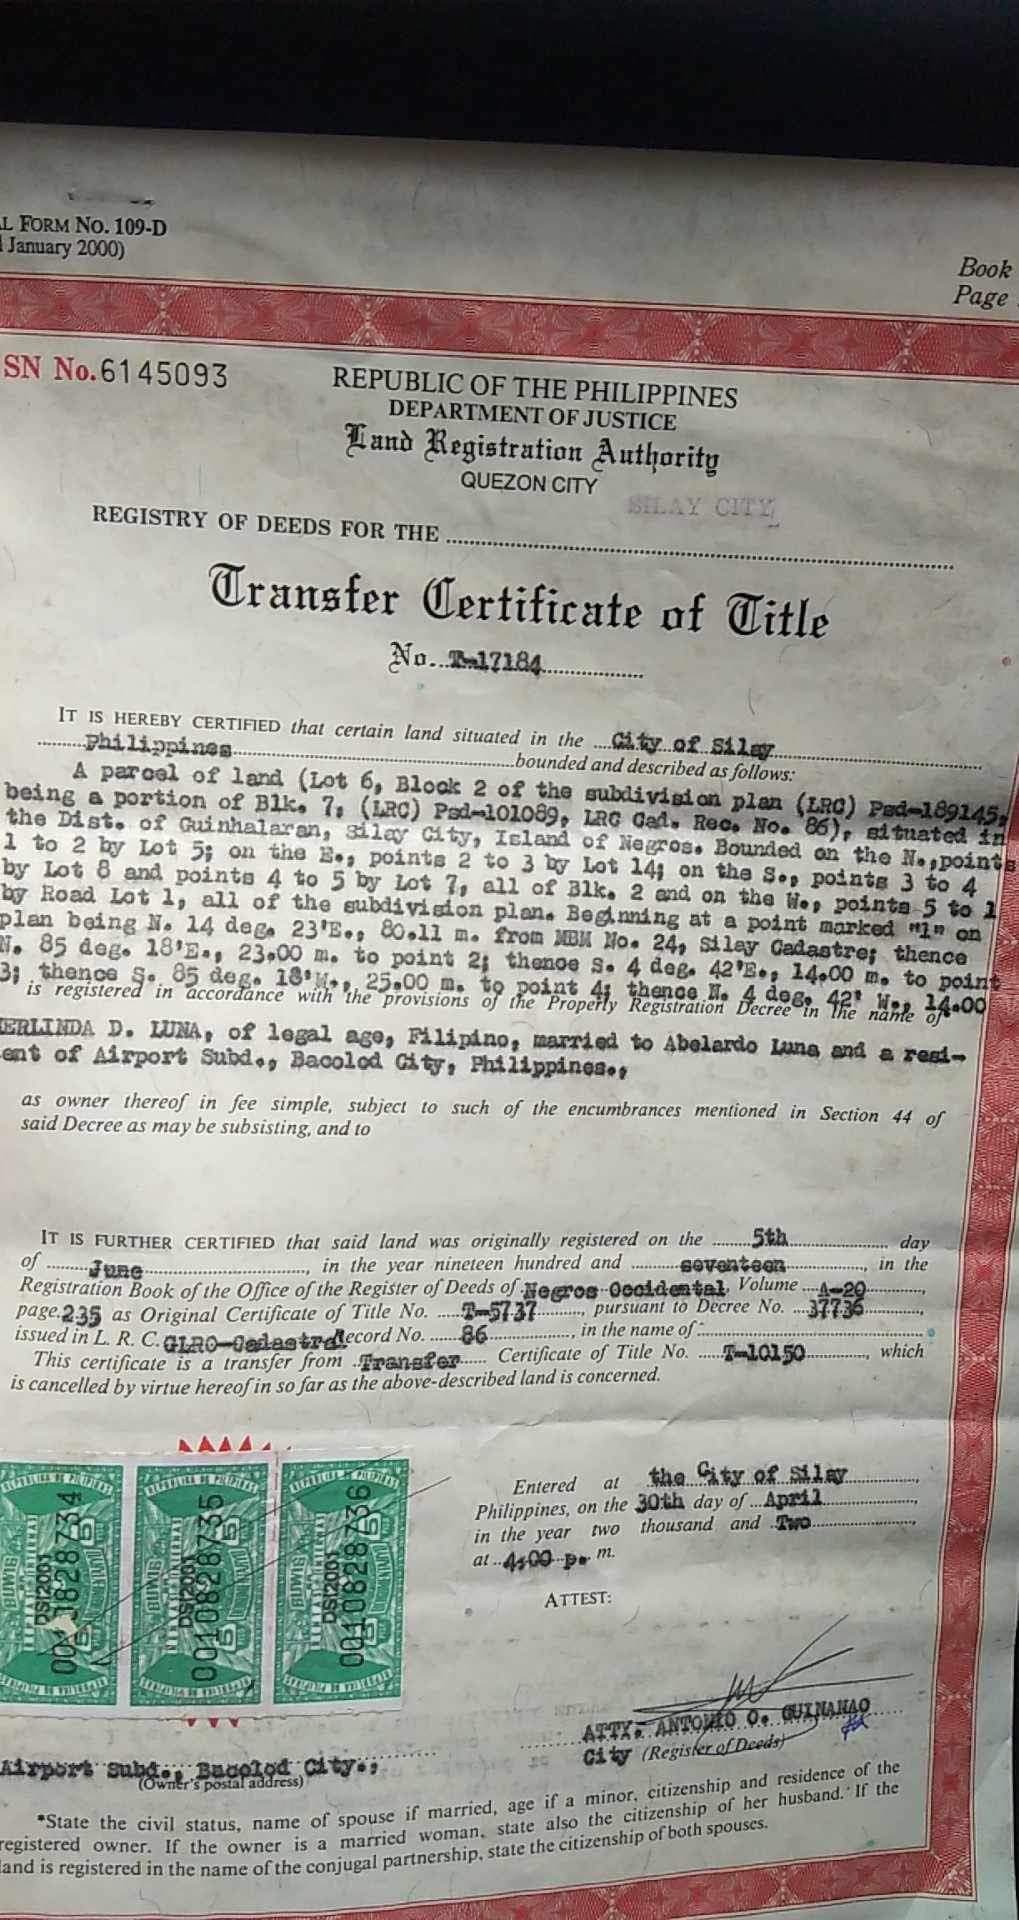 L FORM NO. 109-D
January 2000)
Book
Page
SN No. 6145093
REPUBLIC OF THE PHILIPPINES
DEPARTMENT OF JUSTICE
Land Registration Authority
QUEZON CITY
SILAY CITY
REGISTRY OF DEEDS FOR THE
Transfer Certificate of Title
No. T-17184
IT IS HEREBY CERTIFIED that certain land situated in the City of Silay
Philippines bounded and described as follows:
A parcel of land (Lot 6, Block 2 of the subdivision plan (LRC) Psd-189145,
being a portion of Blk. 7, (LRC) Psd-101089, LRC Cad. Rec. No. 86), situated in
the Dist. of Guinhalaran, Silay City, Island of Negros. Bounded on the N., points
1 to 2 by Lot 5; on the E., points 2 to 3 by Lot 14; on the S., points 3 to 4
by Lot 8 and points 4 to 5 by Lot 7, all of Blk. 2 and on the W., points 5 to 1
by Road Lot 1, all of the subdivision plan. Beginning at a point marked "1" on
plan being N. 14 deg. 23'E., 80.11 m. from MBM No. 24, Silay Cadastre; thence
N. 85 deg. 18'E., 23.00 m. to point 2; thence S. 4 deg. 42'E., 14.00 m. to point
3; thence S. 85 deg. 18'W., 25.00 m. to point 4; thence N. 4 deg. 42' W., 14.00
is registered in accordance with the provisions of the Property Registration Decree in the name of
ERLINDA D. LUNA, of legal age, Filipino, married to Abelardo Luna and a resi-
ent of Airport Subd., Bacolod City, Philippines.,
as owner thereof in fee simple, subject to such of the encumbrances mentioned in Section 44 of
said Decree as may be subsisting, and to
IT IS FURTHER CERTIFIED that said land was originally registered on the 5th day
of June, in the year nineteen hundred and seventeen, in the
Registration Book of the Office of the Register of Deeds of Negros Occidental, Volume A-20,
page 235 as Original Certificate of Title No. T-5737, pursuant to Decree No. 37736
issued in L. R. C. GLRO-Cadastral Record No. 86, in the name of
This certificate is a transfer from Transfer Certificate of Title No. T-10150, which
is cancelled by virtue hereof in so far as the above-described land is concerned.
REPUBLIKA NG PILIPINAS
REPUBLIKA NG PILIPINAS
REPUBLIKA NG PILIPINAS
DSI2001
DSI2001
DSI2001
0010828735
0010828736
Entered at the City of Silay,
Philippines, on the 30th day of April,
in the year two thousand and Two
at 4:00 p. m.
ATTEST:
ATTY. ANTONIO O. GUINANAO
City (Register of Deeds)
Airport Subd., Bacolod City.,
(Owner's postal address)
*State the civil status, name of spouse if married, age if a minor, citizenship and residence of the
registered owner. If the owner is a married woman, state also the citizenship of her husband. If the
land is registered in the name of the conjugal partnership, state the citizenship of both spouses.